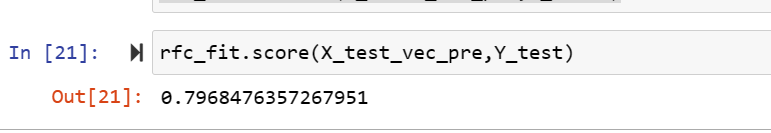 In [21]: rfc_fit.score(X_test_vec_pre,Y_test)
Out[21]: 0.7968476357267951